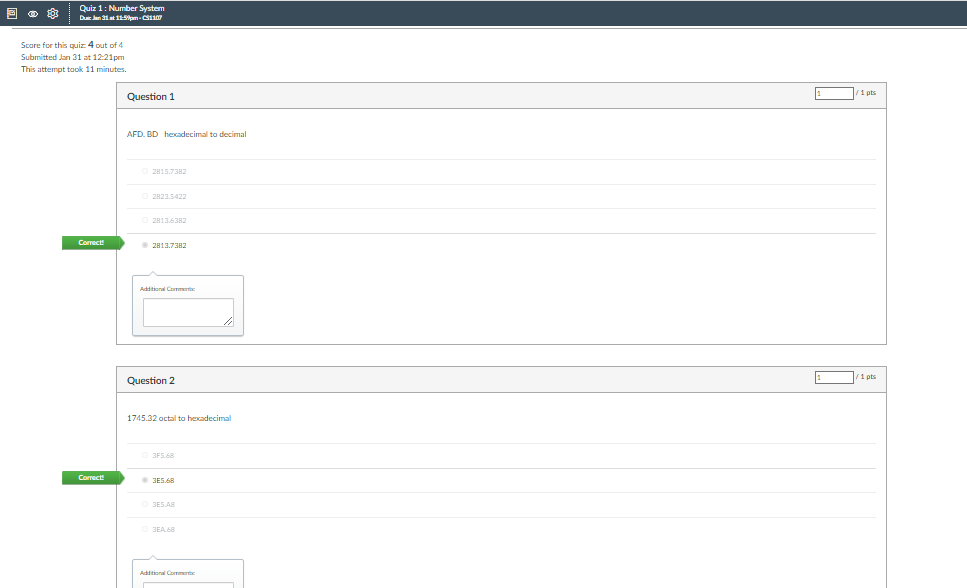 Quiz 1 : Number System
Due: Jan 31 at 11:59pm - CS1107
Score for this quiz: 4 out of 4
Submitted Jan 31 at 12:21pm
This attempt took 11 minutes.
Question 1
1 / 1 pts
AFD. BD hexadecimal to decimal
2815.7382
2823.5422
2813.6382
Correct!
2813.7382
Additional Comments:
Question 2
1 / 1 pts
1745.32 octal to hexadecimal
3F5.68
Correct!
3E5.68
3E5.A8
3EA.68
Additional Comments: